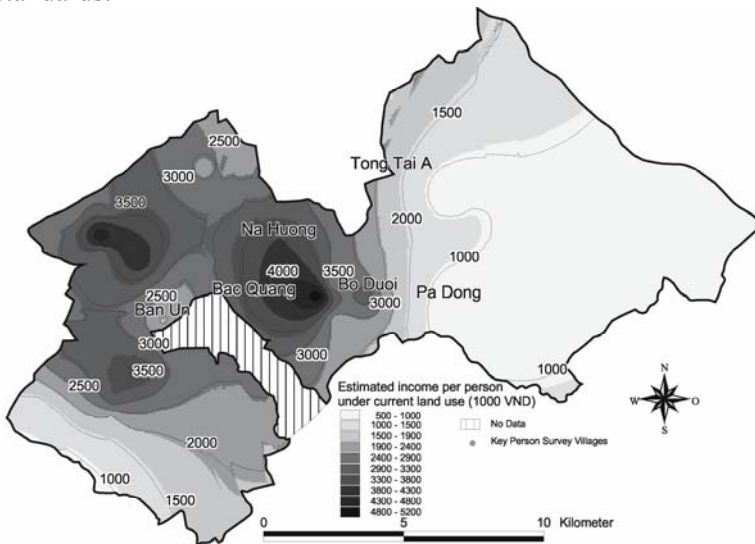 1500
2500
3000
Tong Tai A
3500
2000
Na Huong
1000
4000
3500
2500
Bac Quang
Bo Duoi
Pa Dong
Ban Un
3000
3000
3000
3500
1000
2500
2000
1000
1500
Estimated income per person
under current land use (1000 VND)
500 - 1000
1000 - 1500
1500 - 1900
1900 - 2400
2400 - 2900
2900 - 3300
3300 - 3800
3800 - 4300
4300 - 4800
4800 - 5200
No Data
Key Person Survey Villages
N
W
O
S
0
5
10 Kilometer